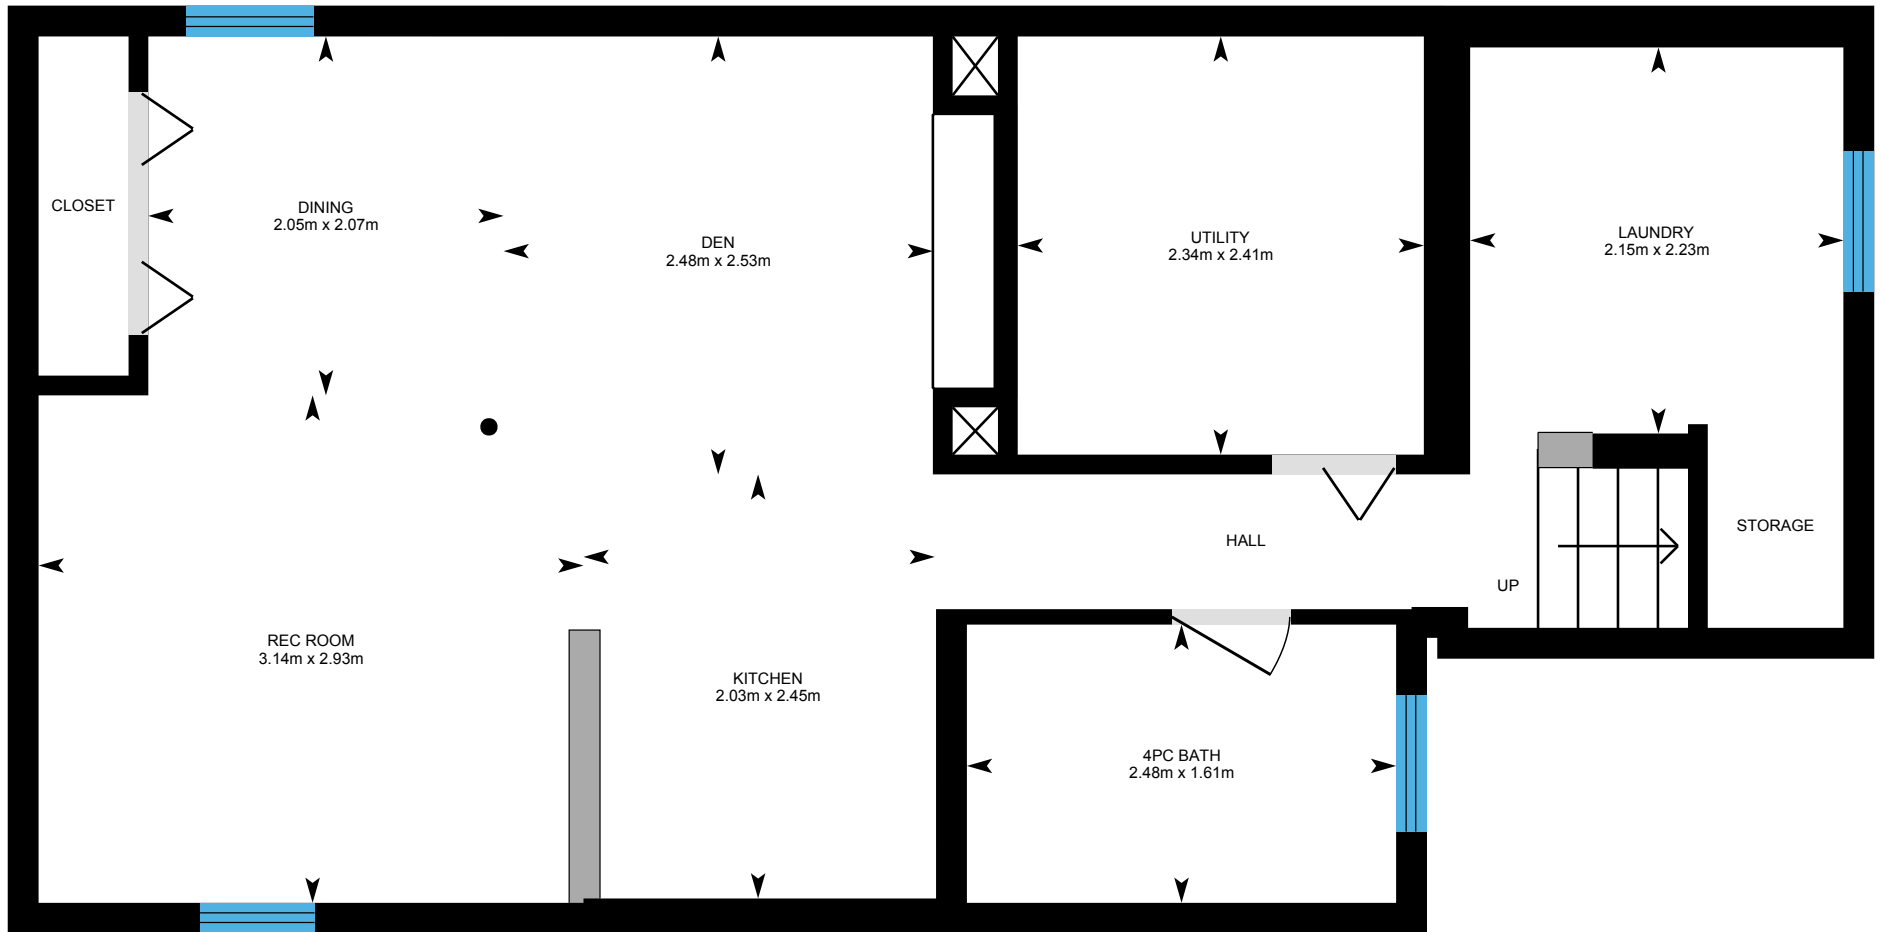 CLOSET
DINING
2.05m x 2.07m
DEN
2.48m x 2.53m
UTILITY
2.34m x 2.41m
LAUNDRY
2.15m x 2.23m
STORAGE
HALL
UP
REC ROOM
3.14m x 2.93m
KITCHEN
2.03m x 2.45m
4PC BATH
2.48m x 1.61m